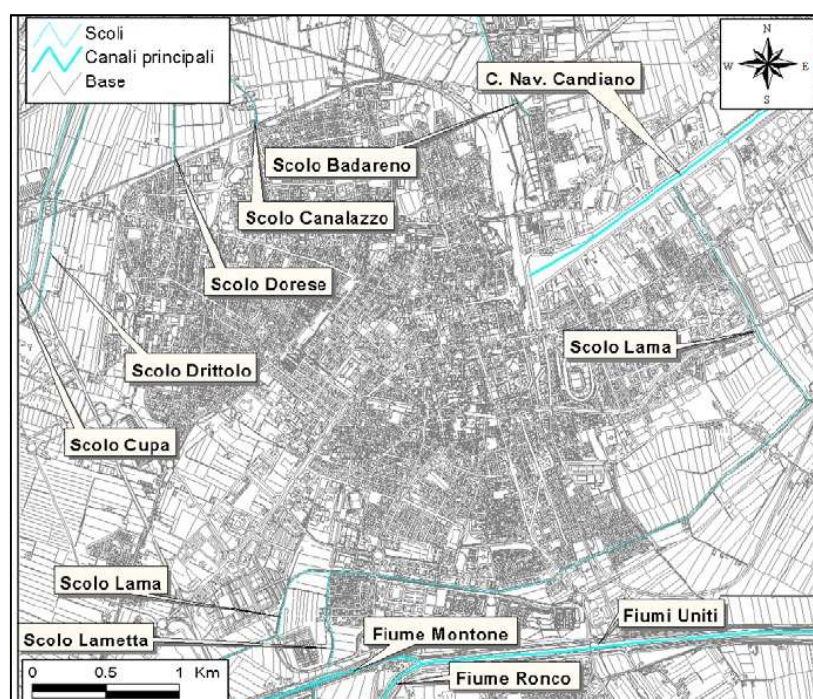 Scoli
Canali principali
Base
N
W E
S
C. Nav. Candiano
Scolo Badareno
Scolo Canalazzo
Scolo Dorese
Scolo Lama
Scolo Drittolo
Scolo Cupa
Scolo Lama
Scolo Lametta
Fiume Montone
Fiumi Uniti
Fiume Ronco
0 0.5 1 Km